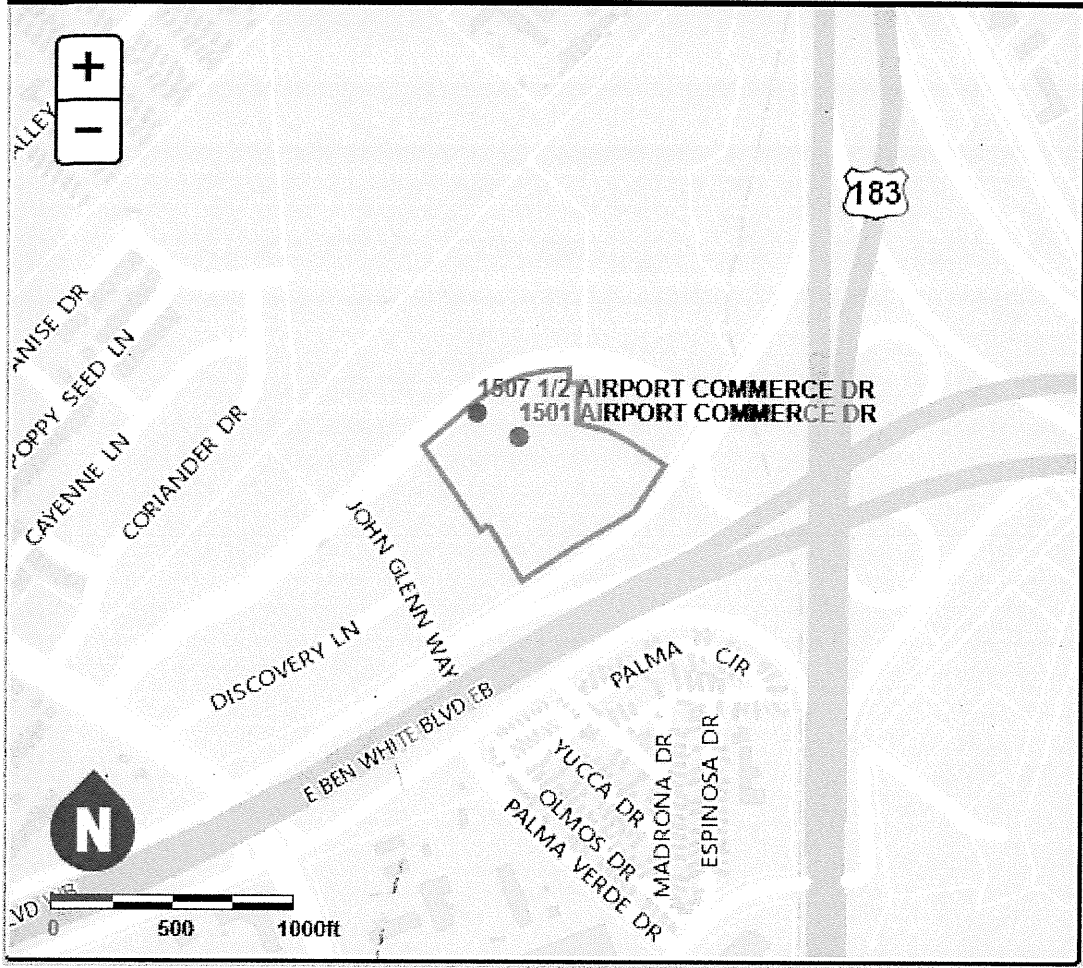 +
−
183
ANISE DR
POPPY SEED LN
CAYENNE LN
CORIANDER DR
1507 1/2 AIRPORT COMMERCE DR
1501 AIRPORT COMMERCE DR
JOHN GLENN WAY
DISCOVERY LN
E BEN WHITE BLVD EB
PALMA CIR
YUCCA DR
OLMOS DR
PALMA VERDE DR
MADRONA DR
ESPINOSA DR
N
0 500 1000ft